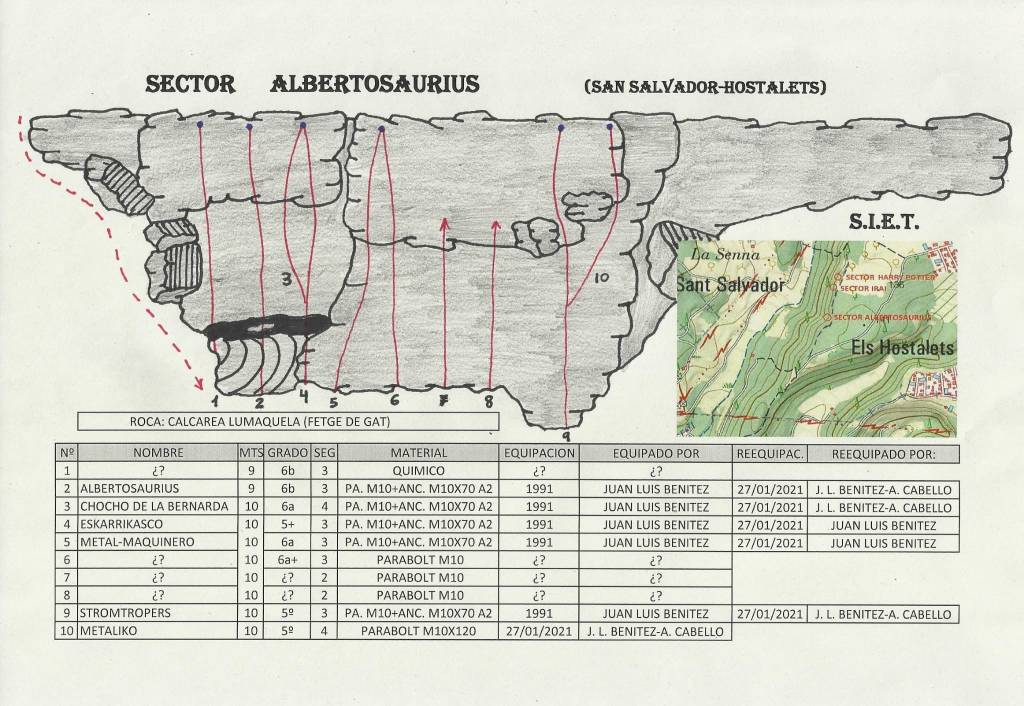 SECTOR ALBERTOSAURIUS (SAN SALVADOR-HOSTALETS)
3
10
S.I.E.T.
La Senna
Sant Salvador
SECTOR HARRY POTTER
SECTOR IRAI
SECTOR ALBERTOSAURIUS
Els Hostalets
1 2 4 5 6 7 8
9
ROCA: CALCAREA LUMAQUELA (FETGE DE GAT)
Nº NOMBRE MTS GRADO SEG MATERIAL EQUIPACION EQUIPADO POR REEQUIPAC. REEQUIPADO POR:
1 ¿? 9 6b 3 QUIMICO ¿? ¿?
2 ALBERTOSAURIUS 9 6b 3 PA. M10+ANC. M10X70 A2 1991 JUAN LUIS BENITEZ 27/01/2021 J. L. BENITEZ-A. CABELLO
3 CHOCHO DE LA BERNARDA 10 6a 4 PA. M10+ANC. M10X70 A2 1991 JUAN LUIS BENITEZ 27/01/2021 J. L. BENITEZ-A. CABELLO
4 ESKARRIKASCO 10 5+ 3 PA. M10+ANC. M10X70 A2 1991 JUAN LUIS BENITEZ 27/01/2021 JUAN LUIS BENITEZ
5 METAL-MAQUINERO 10 6a 3 PA. M10+ANC. M10X70 A2 1991 JUAN LUIS BENITEZ 27/01/2021 JUAN LUIS BENITEZ
6 ¿? 10 6a+ 3 PARABOLT M10 ¿? ¿?
7 ¿? 10 ¿? 2 PARABOLT M10 ¿? ¿?
8 ¿? 10 ¿? 2 PARABOLT M10 ¿? ¿?
9 STROMTROPERS 10 5º 3 PA. M10+ANC. M10X70 A2 1991 JUAN LUIS BENITEZ 27/01/2021 J. L. BENITEZ-A. CABELLO
10 METALIKO 10 5º 4 PARABOLT M10X120 27/01/2021 J. L. BENITEZ-A. CABELLO